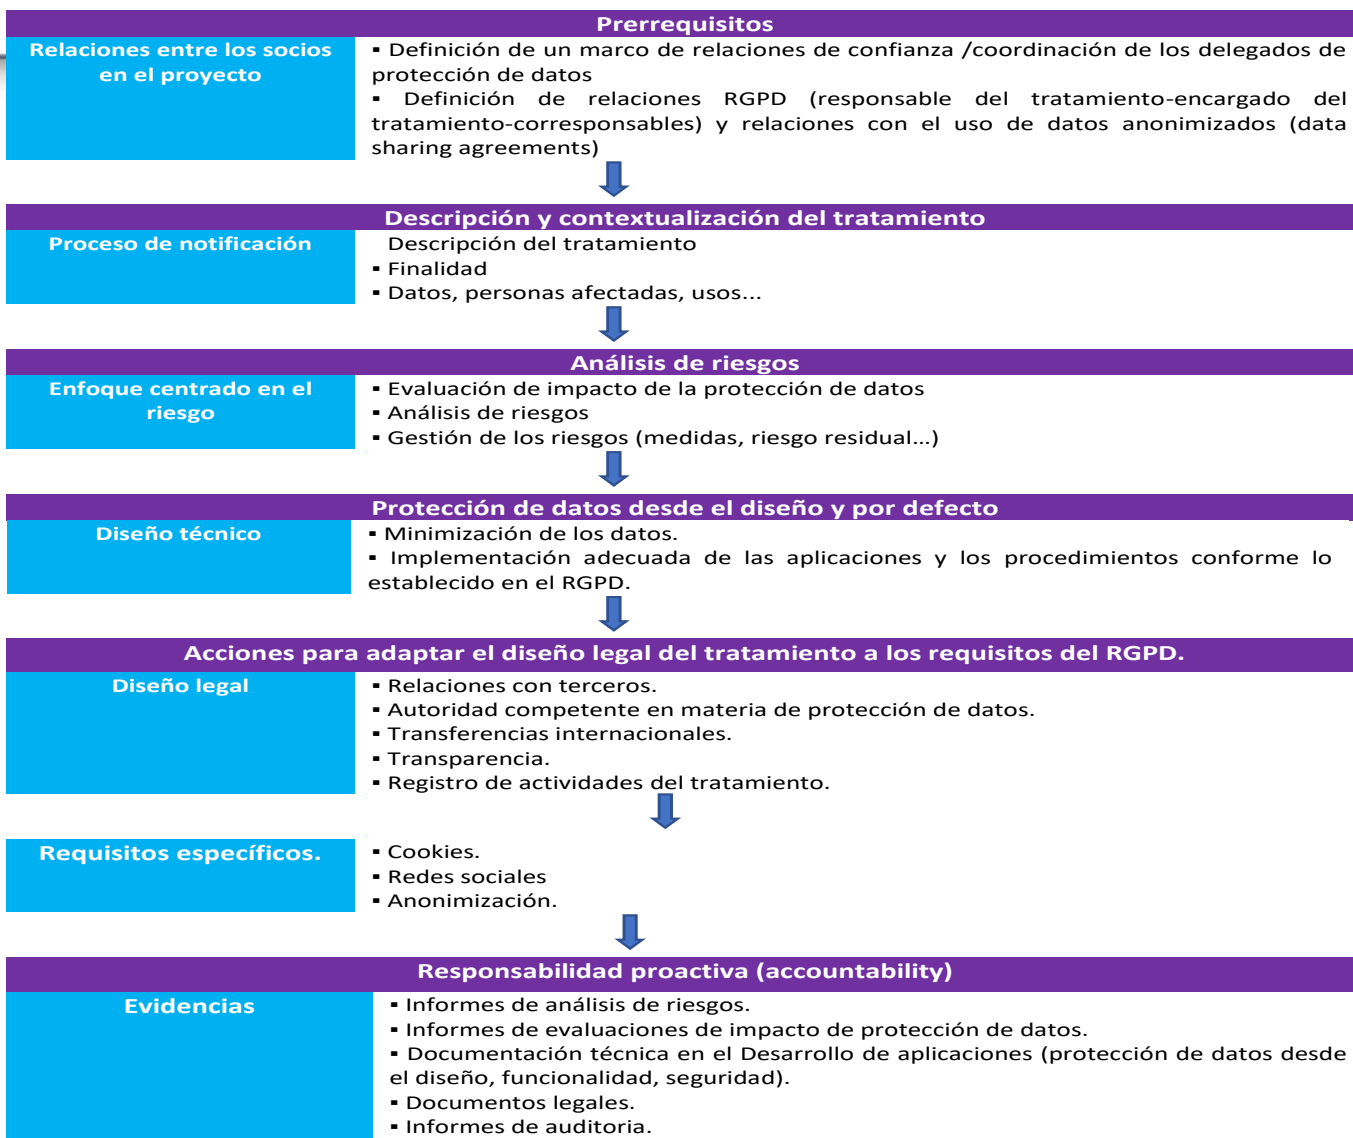 Prerrequisitos
Relaciones entre los socios
en el proyecto
▪ Definición de un marco de relaciones de confianza /coordinación de los delegados de
protección de datos
▪ Definición de relaciones RGPD (responsable del tratamiento-encargado del
tratamiento-corresponsables) y relaciones con el uso de datos anonimizados (data
sharing agreements)
Descripción y contextualización del tratamiento
Proceso de notificación
Descripción del tratamiento
▪ Finalidad
▪ Datos, personas afectadas, usos...
Análisis de riesgos
Enfoque centrado en el
riesgo
▪ Evaluación de impacto de la protección de datos
▪ Análisis de riesgos
▪ Gestión de los riesgos (medidas, riesgo residual...)
Protección de datos desde el diseño y por defecto
Diseño técnico
▪ Minimización de los datos.
▪ Implementación adecuada de las aplicaciones y los procedimientos conforme lo
establecido en el RGPD.
Acciones para adaptar el diseño legal del tratamiento a los requisitos del RGPD.
Diseño legal
▪ Relaciones con terceros.
▪ Autoridad competente en materia de protección de datos.
▪ Transferencias internacionales.
▪ Transparencia.
▪ Registro de actividades del tratamiento.
Requisitos específicos.
▪ Cookies.
▪ Redes sociales
▪ Anonimización.
Responsabilidad proactiva (accountability)
Evidencias
▪ Informes de análisis de riesgos.
▪ Informes de evaluaciones de impacto de protección de datos.
▪ Documentación técnica en el Desarrollo de aplicaciones (protección de datos desde
el diseño, funcionalidad, seguridad).
▪ Documentos legales.
▪ Informes de auditoria.